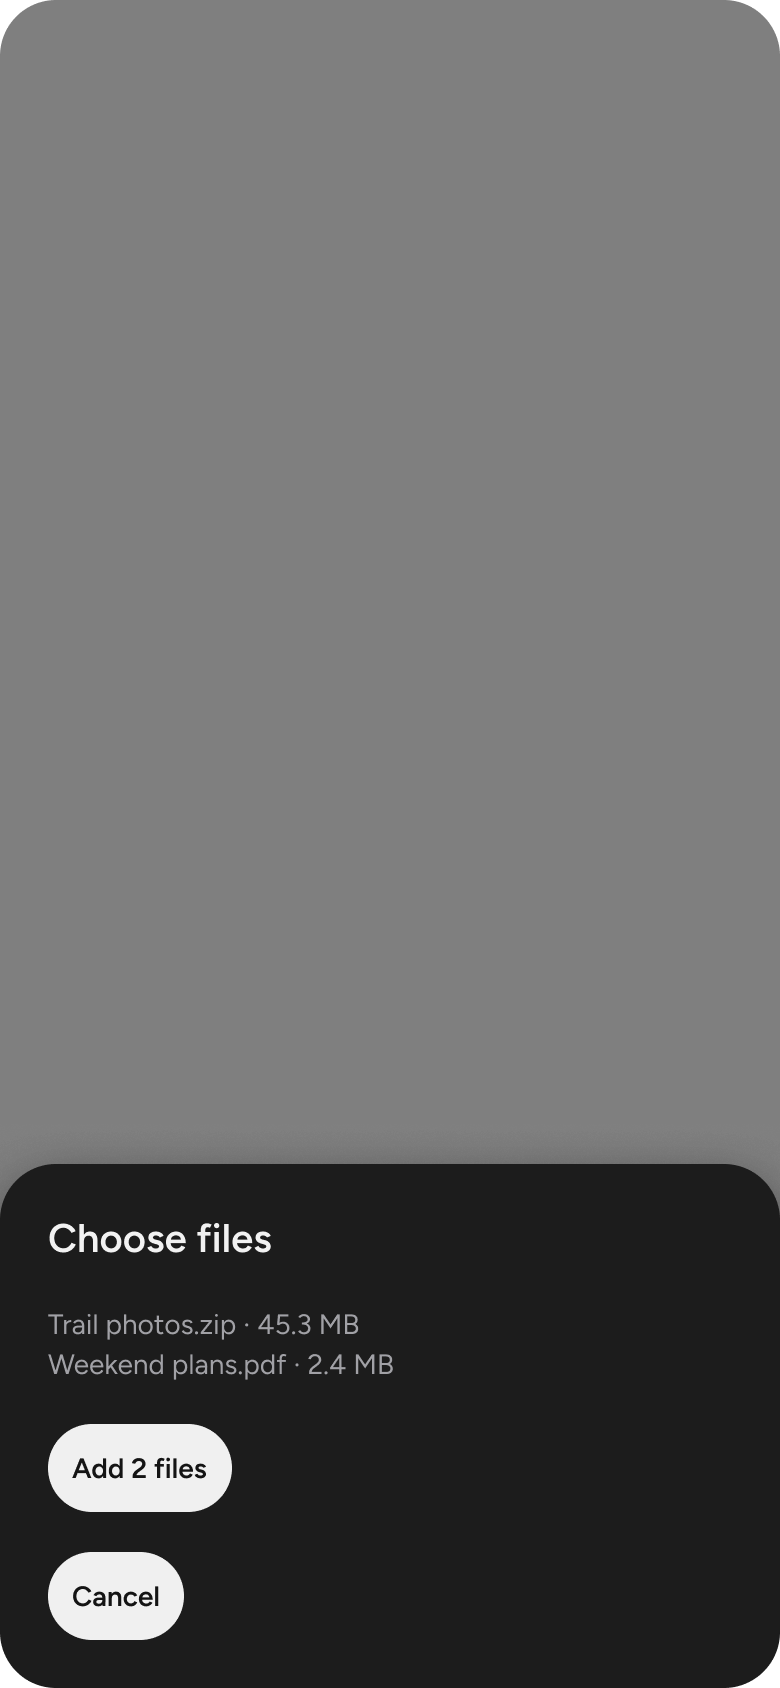 Choose files
Trail photos.zip · 45.3 MB
Weekend plans.pdf · 2.4 MB
Add 2 files
Cancel